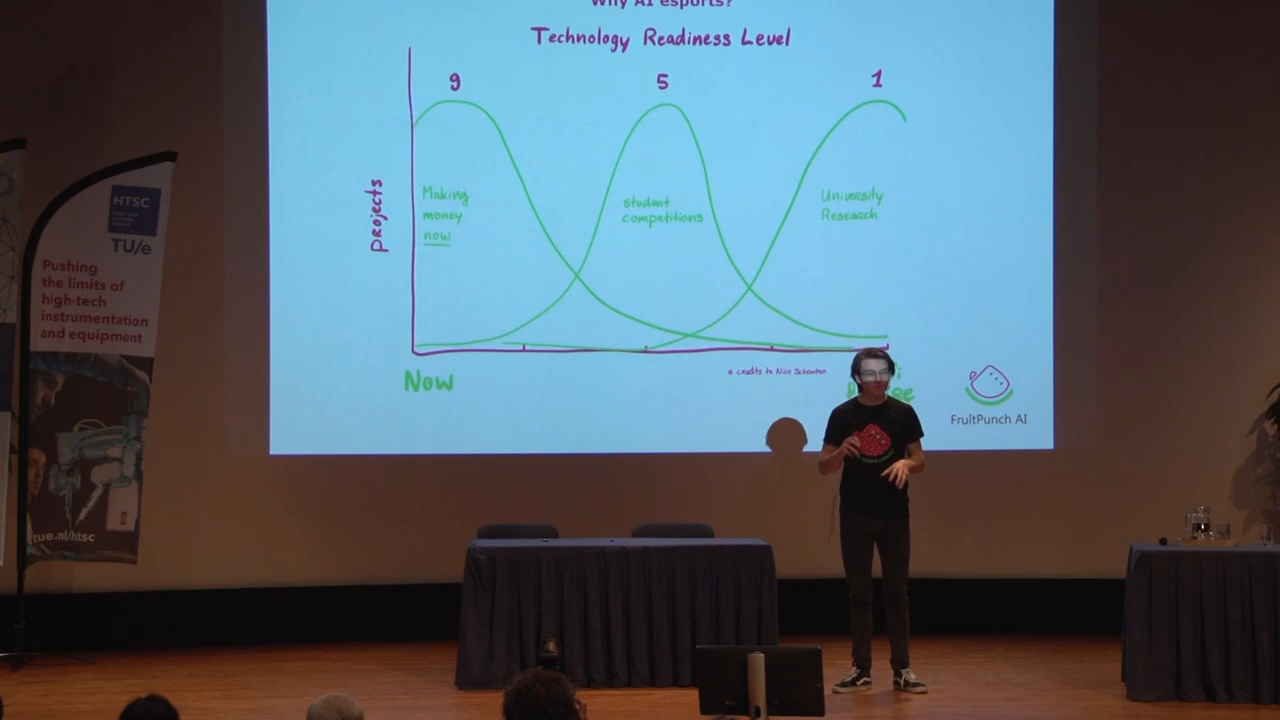 Why AI esports?
Technology Readiness Level
9
5
1
Making
money
now
student
competitions
University
Research
projects
Now
* credits to Nico Schouten
FruitPunch AI
HTSC
TU/e
Pushing
the limits of
high-tech
instrumentation
and equipment
tue.nl/htsc